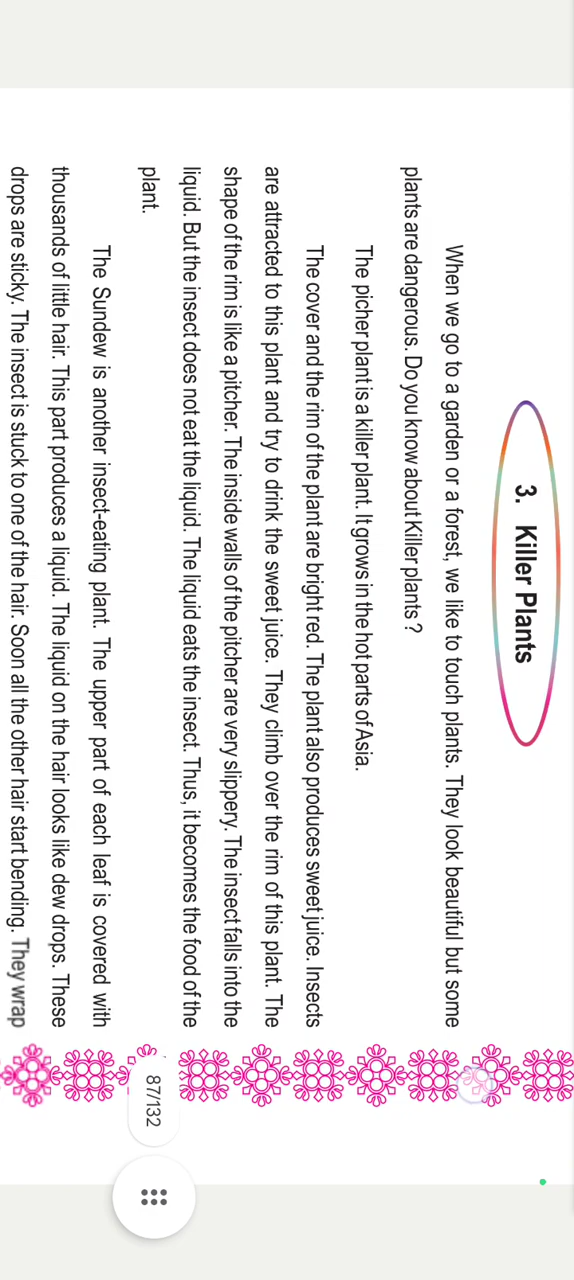 3. Killer Plants
When we go to a garden or a forest, we like to touch plants. They look beautiful but some
plants are dangerous. Do you know about Killer plants ?
The picher plant is a killer plant. It grows in the hot parts of Asia.
The cover and the rim of the plant are bright red. The plant also produces sweet juice. Insects
are attracted to this plant and try to drink the sweet juice. They climb over the rim of this plant. The
shape of the rim is like a pitcher. The inside walls of the pitcher are very slippery. The insect falls into the
liquid. But the insect does not eat the liquid. The liquid eats the insect. Thus, it becomes the food of the
plant.
The Sundew is another insect-eating plant. The upper part of each leaf is covered with
thousands of little hair. This part produces a liquid. The liquid on the hair looks like dew drops. These
drops are sticky. The insect is stuck to one of the hair. Soon all the other hair start bending. They wrap
87/132